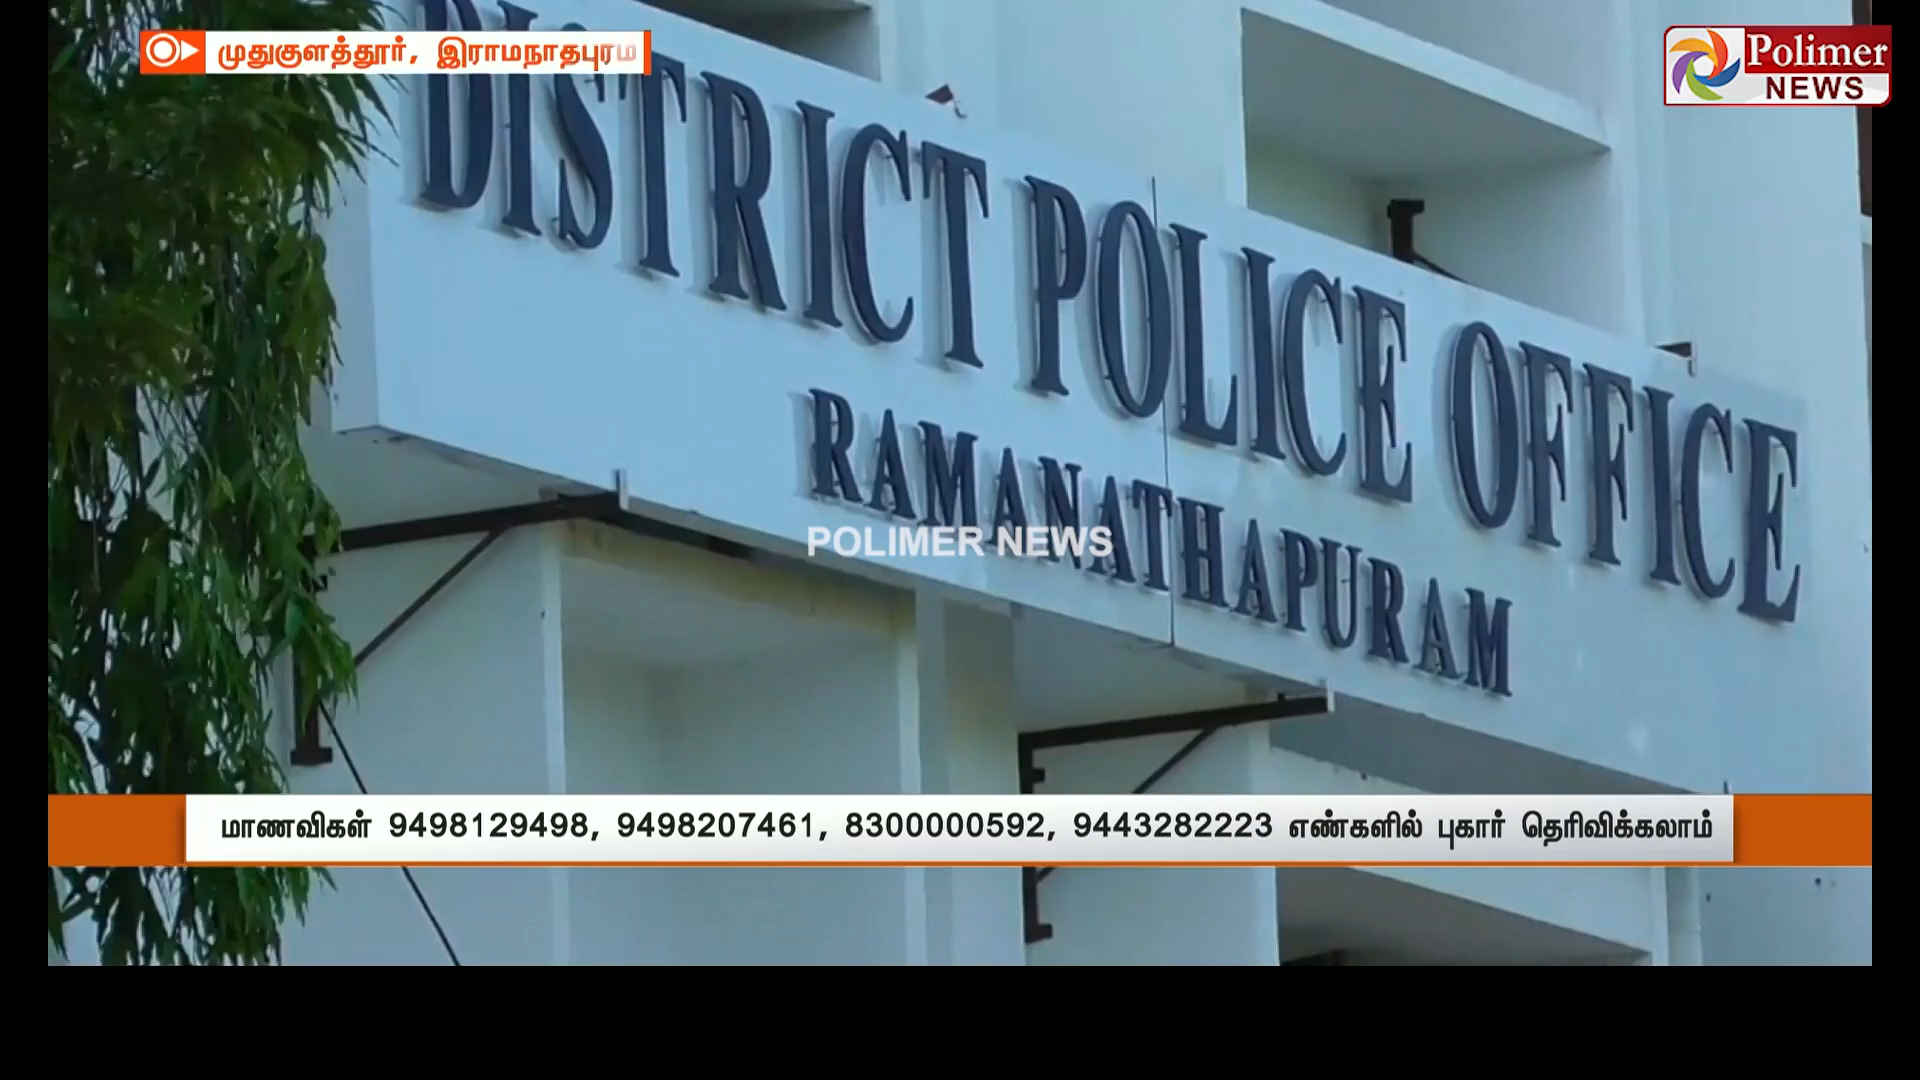 முதுகுளத்தூர், இராமநாதபுரம்
Polimer
NEWS
DISTRICT POLICE OFFICE
RAMANATHAPURAM
POLIMER NEWS
மாணவிகள் 9498129498, 9498207461, 8300000592, 9443282223 எண்களில் புகார் தெரிவிக்கலாம்